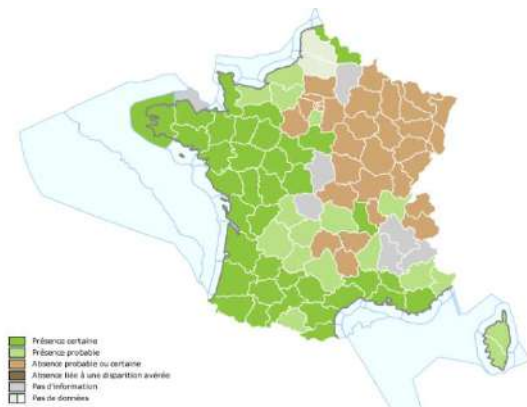 Présence certaine
Présence probable
Absence probable ou certaine
Absence liée à une disparition avérée
Pas d'information
Pas de données